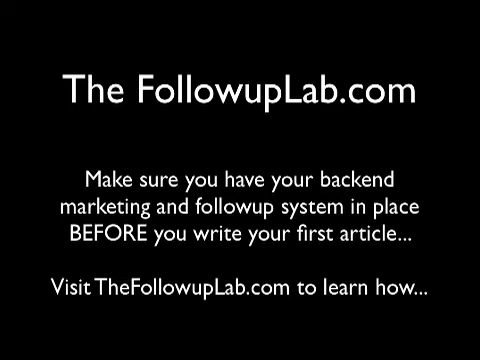 The FollowupLab.com
Make sure you have your backend
marketing and followup system in place
BEFORE you write your first article...
Visit TheFollowupLab.com to learn how...